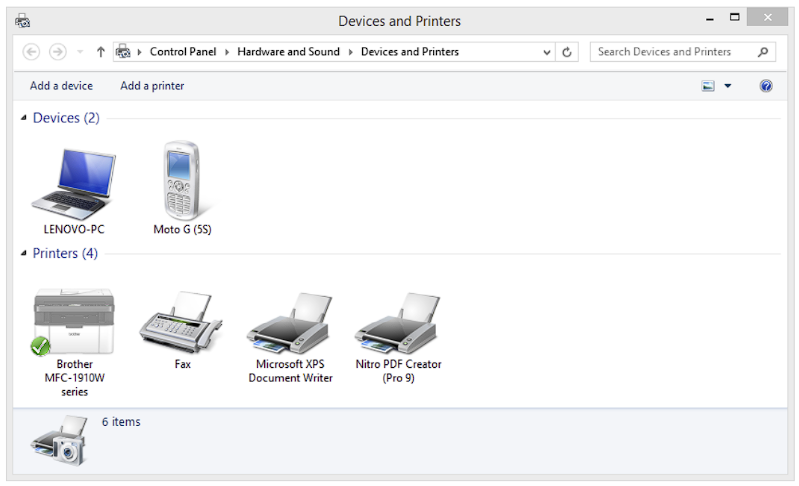 Devices and Printers
Control Panel Hardware and Sound Devices and Printers
Search Devices and Printers
Add a device Add a printer
Devices (2)
LENOVO-PC Moto G (5S)
Printers (4)
Brother
MFC-1910W
series
Fax
Microsoft XPS
Document Writer
Nitro PDF Creator
(Pro 9)
6 items